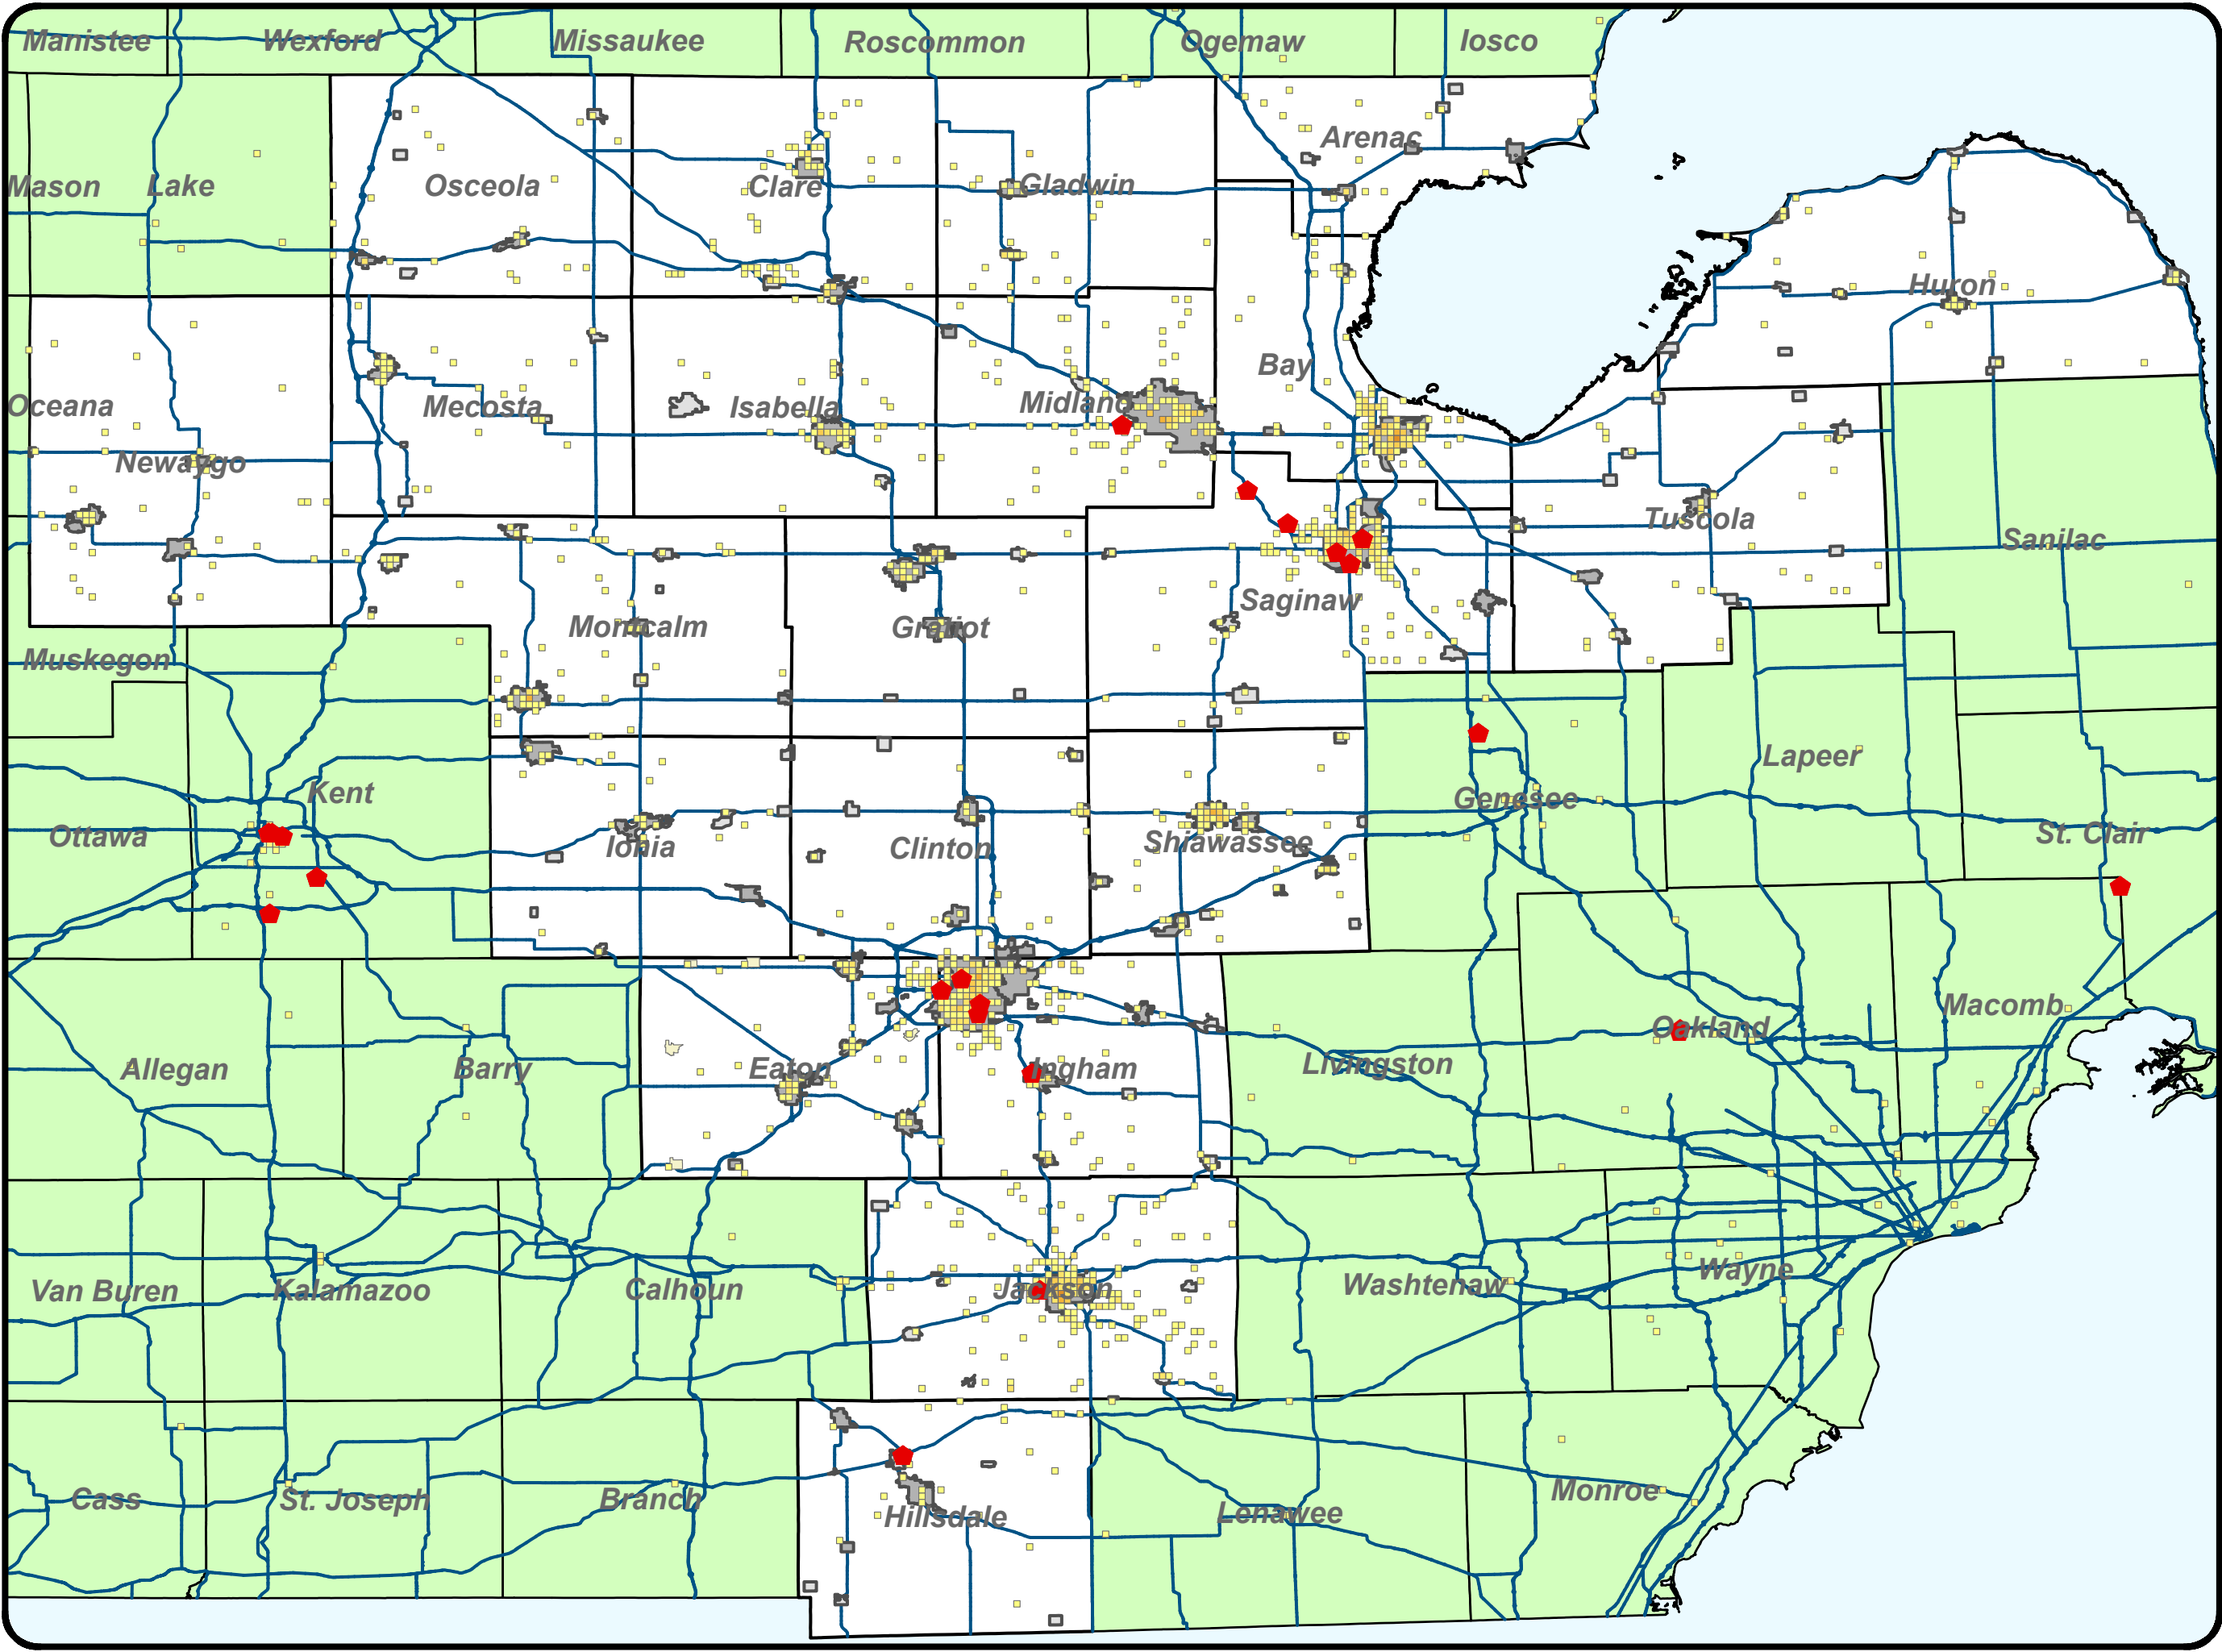 Manistee
Wexford
Missaukee
Roscommon
Ogemaw
Iosco
Arenac
Mason
Lake
Osceola
Clare
Gladwin
Huron
Bay
Oceana
Mecosta
Isabella
Midland
Newaygo
Tuscola
Sanilac
Saginaw
Montcalm
Gratiot
Muskegon
Lapeer
Kent
Genesee
Ottawa
Ionia
Clinton
Shiawassee
St. Clair
Macomb
Oakland
Allegan
Barry
Eaton
Ingham
Livingston
Van Buren
Kalamazoo
Calhoun
Jackson
Washtenaw
Wayne
Cass
St. Joseph
Branch
Hillsdale
Lenawee
Monroe